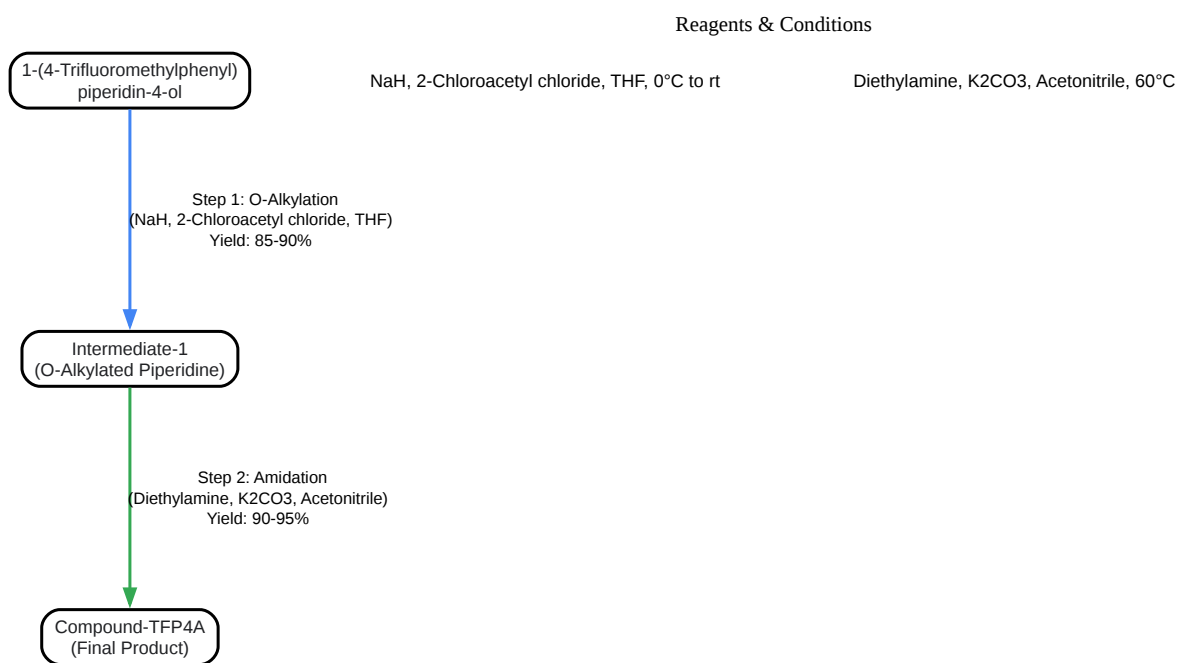 Reagents & Conditions
1-(4-Trifluoromethylphenyl)
piperidin-4-ol
NaH, 2-Chloroacetyl chloride, THF, 0°C to rt
Diethylamine, K2CO3, Acetonitrile, 60°C
Step 1: O-Alkylation
(NaH, 2-Chloroacetyl chloride, THF)
Yield: 85-90%
Intermediate-1
(O-Alkylated Piperidine)
Step 2: Amidation
(Diethylamine, K2CO3, Acetonitrile)
Yield: 90-95%
Compound-TFP4A
(Final Product)